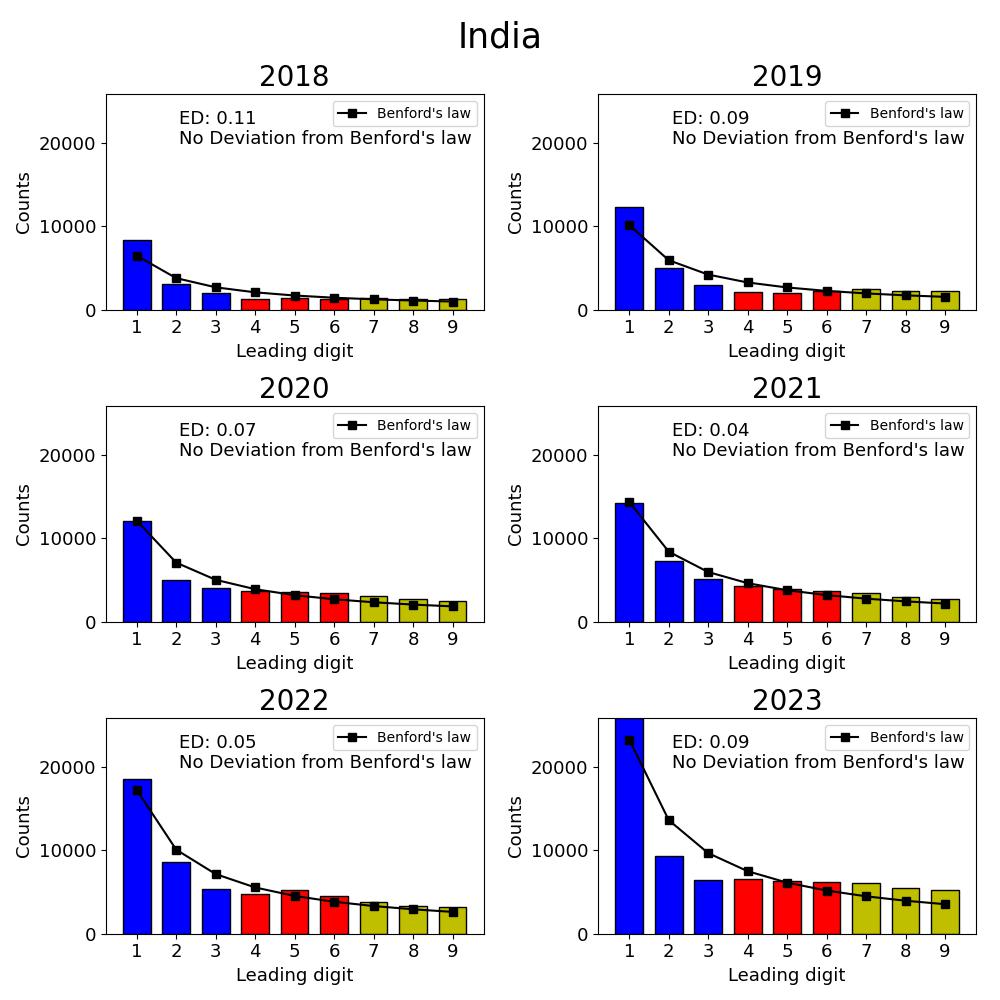 India
2018
ED: 0.11
Benford's law
No Deviation from Benford's law
20000
10000
0
Counts
1 2 3 4 5 6 7 8 9
Leading digit
2019
ED: 0.09
Benford's law
No Deviation from Benford's law
20000
10000
0
Counts
1 2 3 4 5 6 7 8 9
Leading digit
2020
ED: 0.07
Benford's law
No Deviation from Benford's law
20000
10000
0
Counts
1 2 3 4 5 6 7 8 9
Leading digit
2021
ED: 0.04
Benford's law
No Deviation from Benford's law
20000
10000
0
Counts
1 2 3 4 5 6 7 8 9
Leading digit
2022
ED: 0.05
Benford's law
No Deviation from Benford's law
20000
10000
0
Counts
1 2 3 4 5 6 7 8 9
Leading digit
2023
ED: 0.09
Benford's law
No Deviation from Benford's law
20000
10000
0
Counts
1 2 3 4 5 6 7 8 9
Leading digit